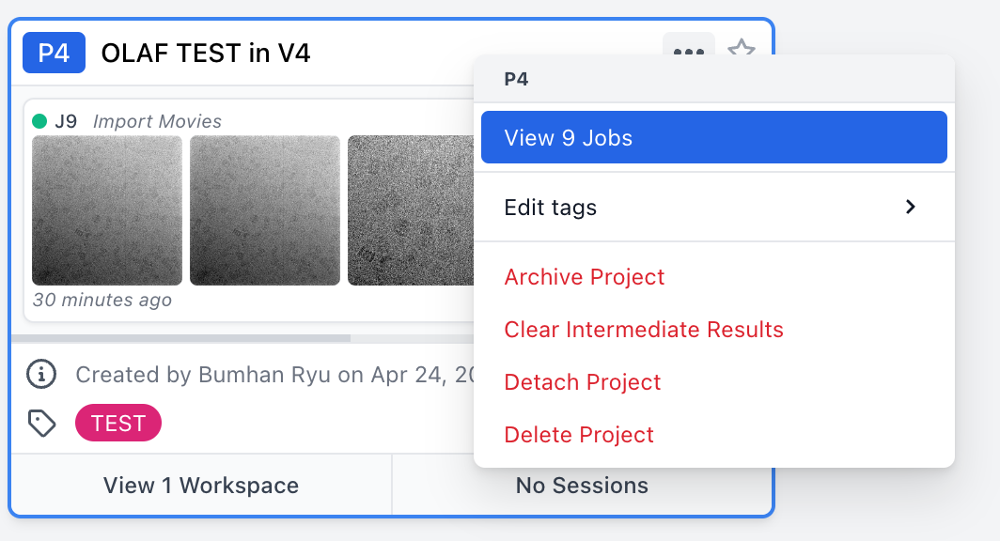 P4 OLAF TEST in V4
P4
J9 Import Movies
View 9 Jobs
Edit tags
Archive Project
30 minutes ago
Clear Intermediate Results
Created by Bumhan Ryu on Apr 24,
Detach Project
TEST
Delete Project
View 1 Workspace
No Sessions